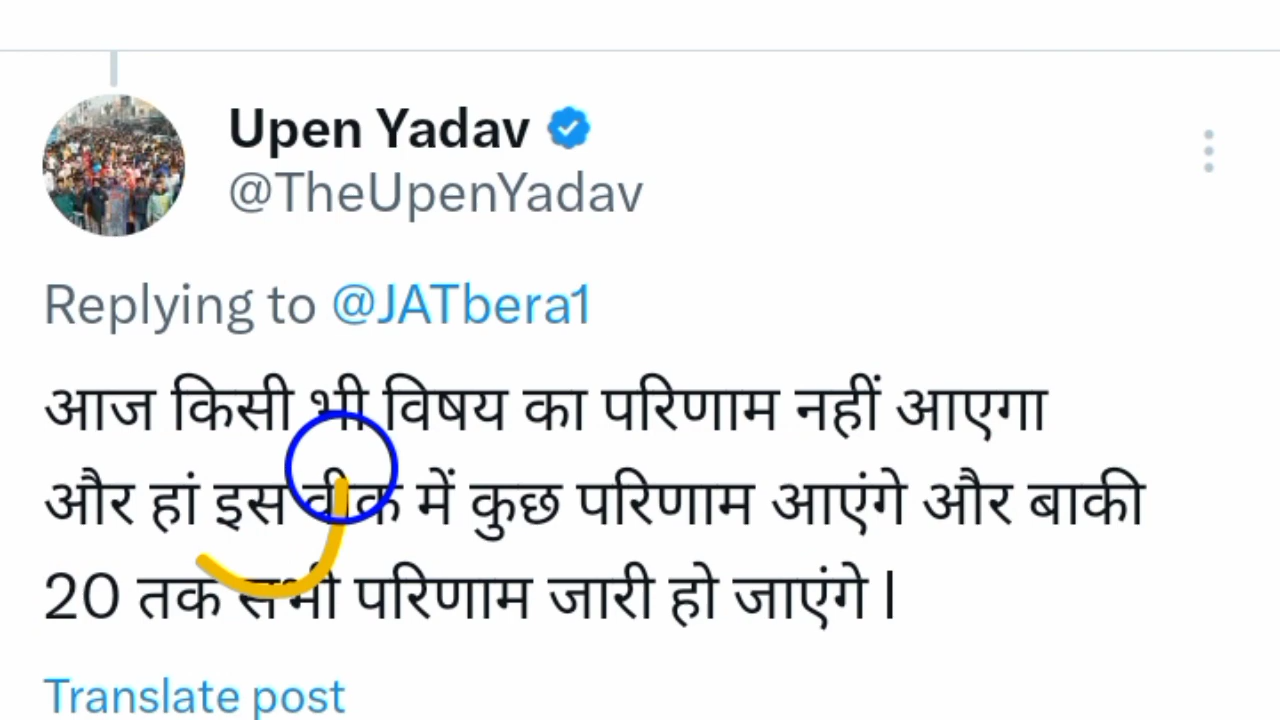 Upen Yadav
@TheUpenYadav
Replying to @JATbera1
आज किसी भी विषय का परिणाम नहीं आएगा
और हां इस वीक में कुछ परिणाम आएंगे और बाकी
20 तक सभी परिणाम जारी हो जाएंगे l
Translate post